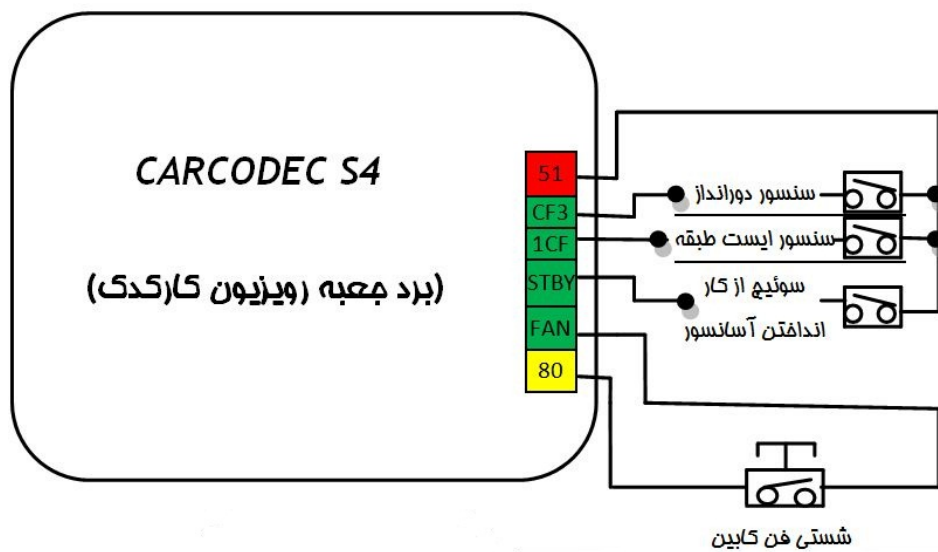 CARCODEC S4
(برد جعبه رویزیون کارکدک)
51
CF3
1CF
STBY
FAN
80
سنسور دورانداز
سنسور ایست طبقه
سوئیچ از کار
انداختن آسانسور
شستی فن کابین